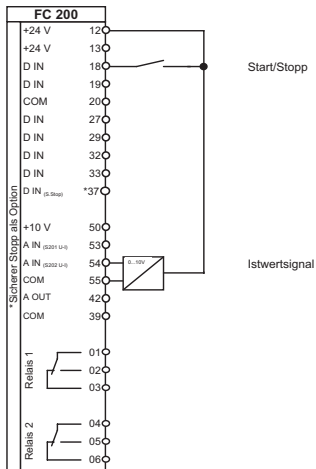 FC 200
+24 V 12
+24 V 13
D IN 18
Start/Stopp
D IN 19
COM 20
D IN 27
D IN 29
D IN 32
D IN 33
D IN (S.Stop) *37
* Sicherer Stopp als Option
+10 V 50
A IN (S201 U-I) 53
A IN (S202 U-I) 54
0...10V
Istwertsignal
COM 55
A OUT 42
COM 39
Relais 1
01
02
03
Relais 2
04
05
06